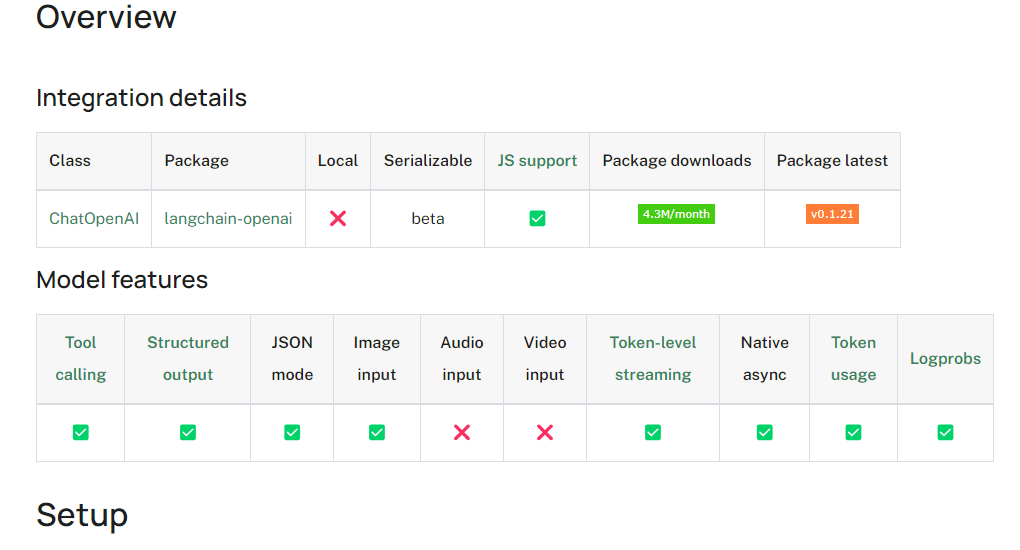 Overview
Integration details
Class Package Local Serializable JS support Package downloads Package latest
ChatOpenAI langchain-openai ❌ beta ✅ 4.3M/month v0.1.21
Model features
Tool calling Structured output JSON mode Image input Audio input Video input Token-level streaming Native async Token usage Logprobs
✅ ✅ ✅ ✅ ❌ ❌ ✅ ✅ ✅ ✅
Setup